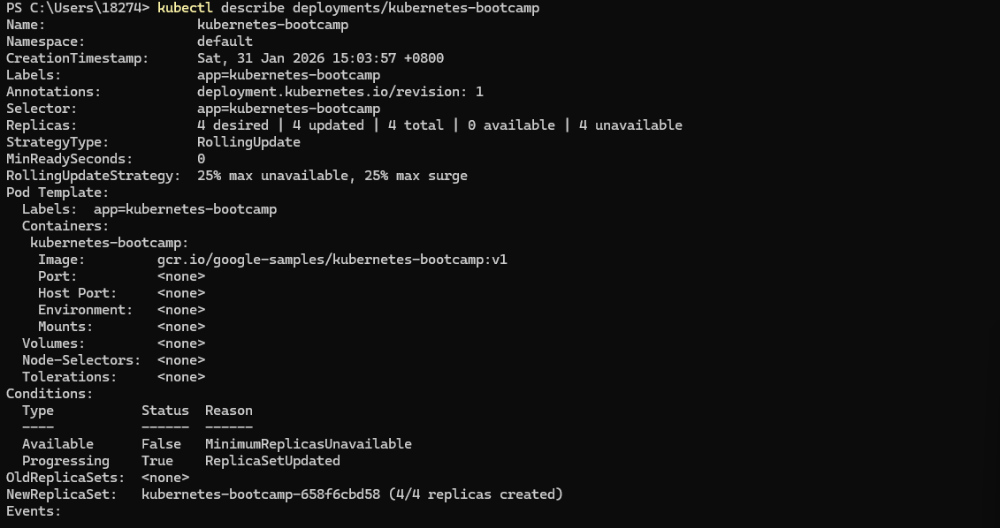 PS C:\Users\18274> kubectl describe deployments/kubernetes-bootcamp
Name:                   kubernetes-bootcamp
Namespace:              default
CreationTimestamp:      Sat, 31 Jan 2026 15:03:57 +0800
Labels:                 app=kubernetes-bootcamp
Annotations:            deployment.kubernetes.io/revision: 1
Selector:               app=kubernetes-bootcamp
Replicas:               4 desired | 4 updated | 4 total | 0 available | 4 unavailable
StrategyType:           RollingUpdate
MinReadySeconds:        0
RollingUpdateStrategy:  25% max unavailable, 25% max surge
Pod Template:
  Labels:  app=kubernetes-bootcamp
  Containers:
   kubernetes-bootcamp:
    Image:         gcr.io/google-samples/kubernetes-bootcamp:v1
    Port:          <none>
    Host Port:     <none>
    Environment:   <none>
    Mounts:        <none>
  Volumes:         <none>
  Node-Selectors:  <none>
  Tolerations:     <none>
Conditions:
  Type           Status  Reason
  ----           ------  ------
  Available      False   MinimumReplicasUnavailable
  Progressing    True    ReplicaSetUpdated
OldReplicaSets:  <none>
NewReplicaSet:   kubernetes-bootcamp-658f6cbd58 (4/4 replicas created)
Events: